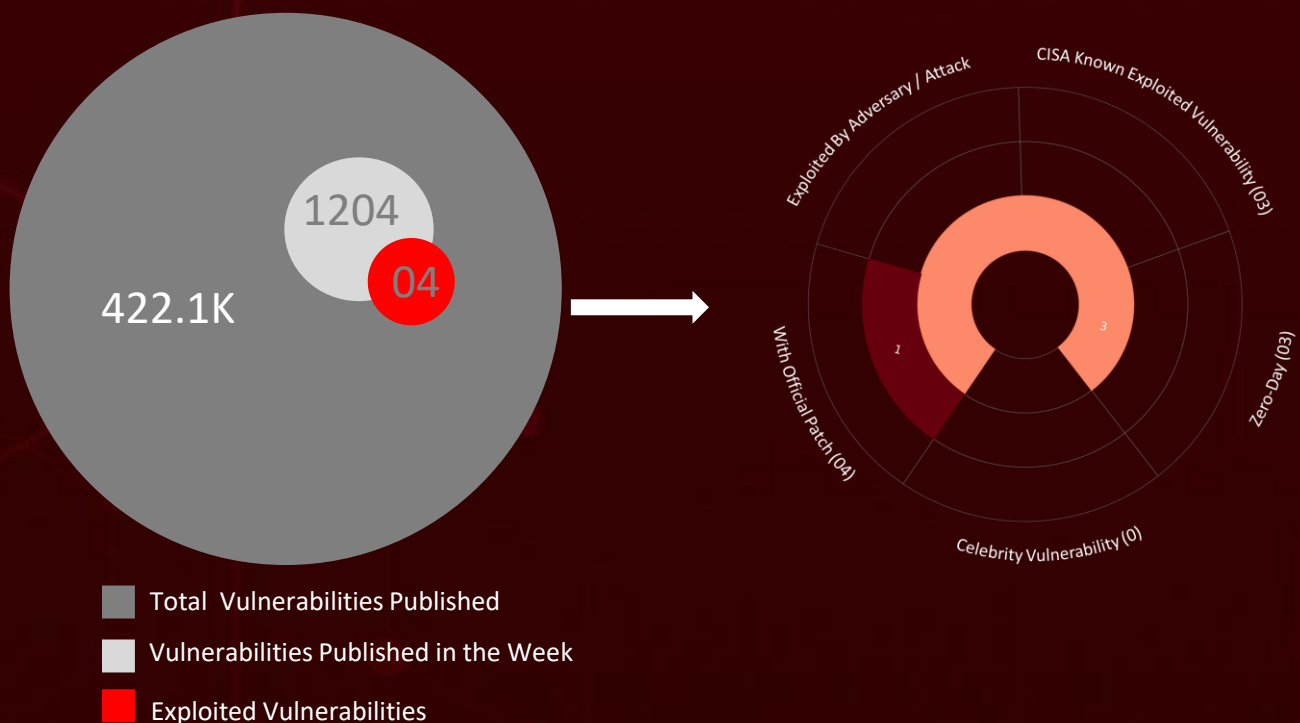 1204
04
422.1K
Total Vulnerabilities Published
Vulnerabilities Published in the Week
Exploited Vulnerabilities
Exploited By Adversary / Attack
CISA Known Exploited Vulnerability (03)
Zero-Day (03)
Celebrity Vulnerability (0)
With Official Patch (04)
1
3